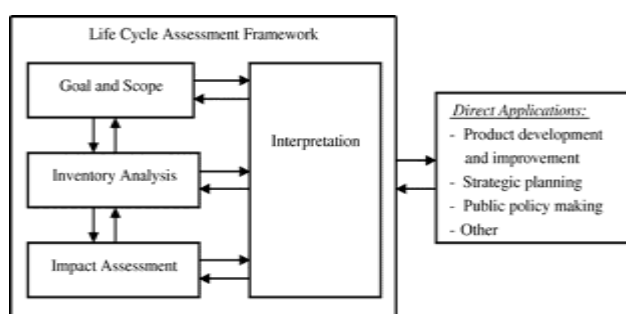 Life Cycle Assessment Framework
Goal and Scope
Inventory Analysis
Impact Assessment
Interpretation
Direct Applications:
- Product development
and improvement
- Strategic planning
- Public policy making
- Other